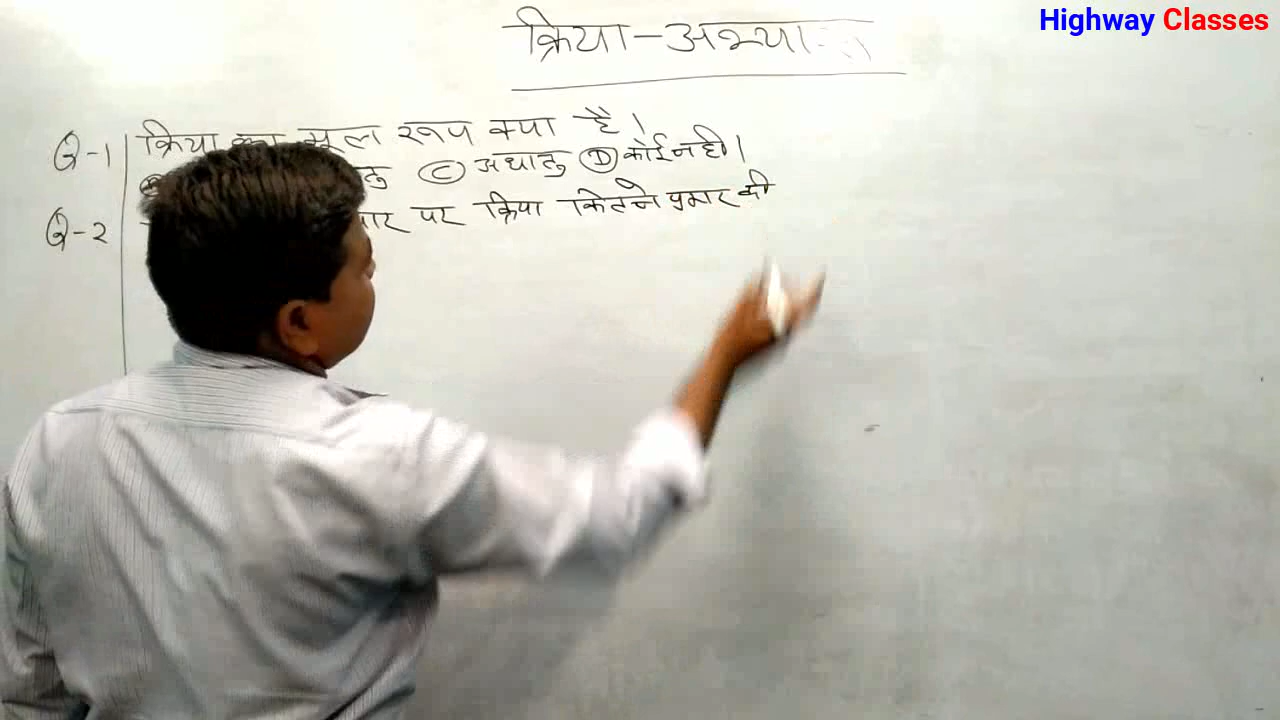 Highway Classes
क्रिया-अभ्यास
Q-1 क्रिया का मूल रूप क्या है।
C अधातु D कोई नही।
Q-2 पर क्रिया कितने प्रकार की